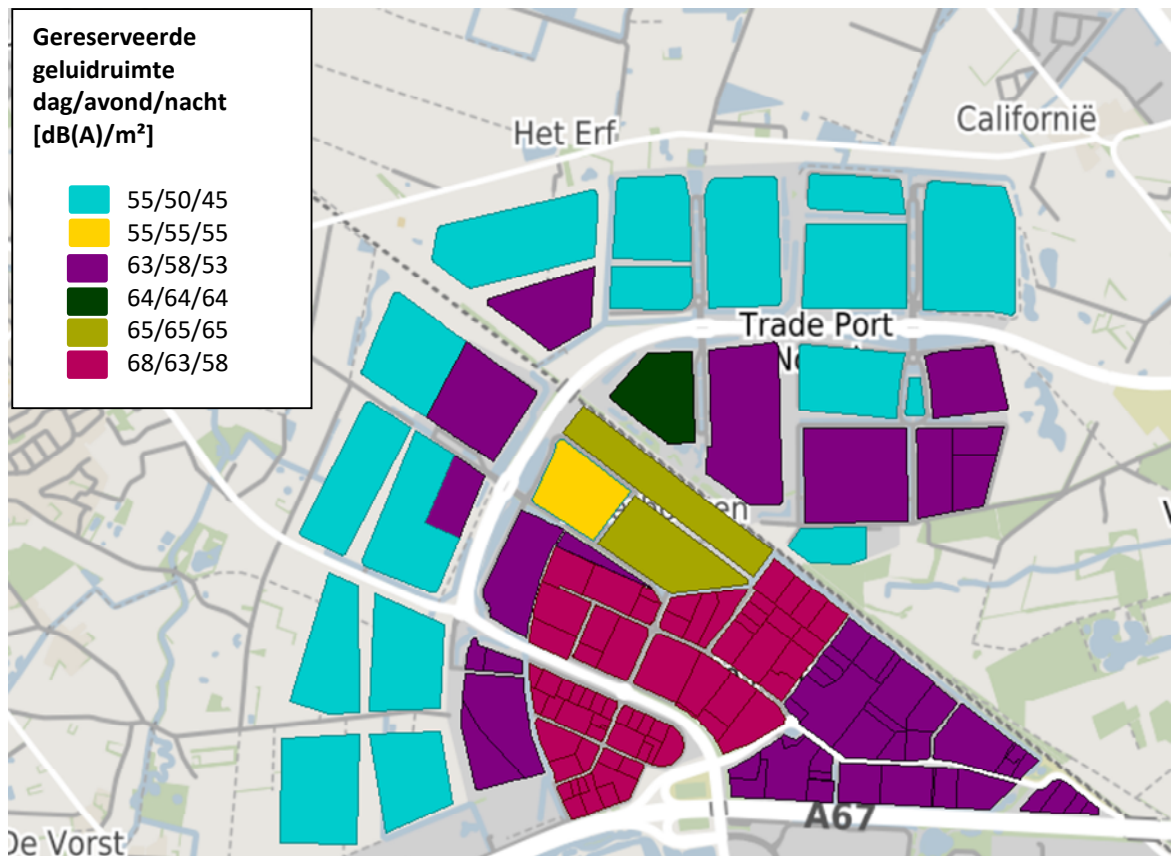 Gereserveerde
geluidruimte
dag/avond/nacht
[dB(A)/m²]
55/50/45
55/55/55
63/58/53
64/64/64
65/65/65
68/63/58
Het Erf
Californië
Trade Port
A67
De Vorst